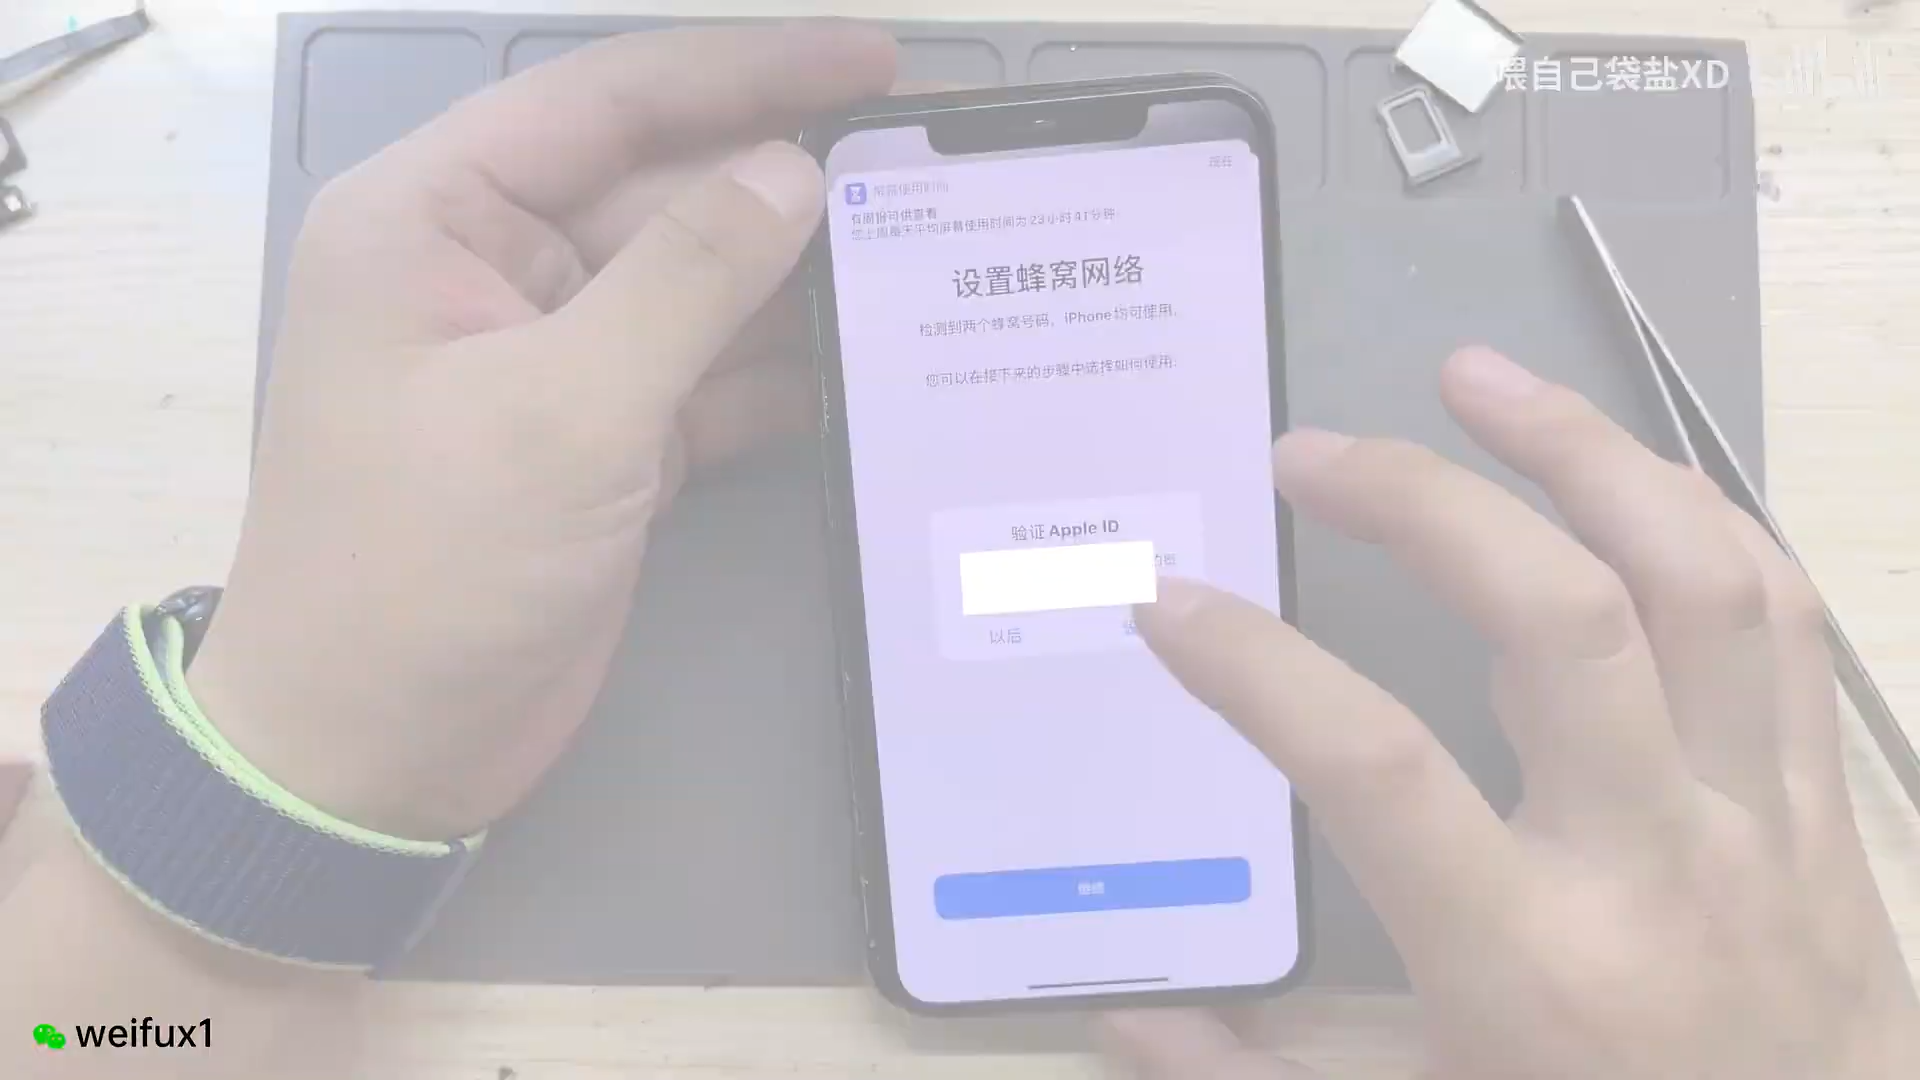 喂自己袋盐XD
现在
屏幕使用时间
有周报可供查看
您上周每天平均屏幕使用时间为23小时41分钟
设置蜂窝网络
检测到两个蜂窝号码，iPhone均可使用。
您可以在接下来的步骤中选择如何使用。
验证 Apple ID
的密
以后
继续
weifux1